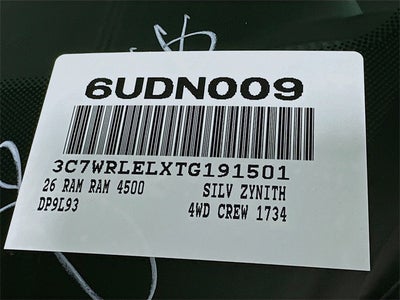 6UDN009
3C7WRLELXTG191501
26 RAM RAM 4500 SILV ZYNITH
DP9L93 4WD CREW 1734